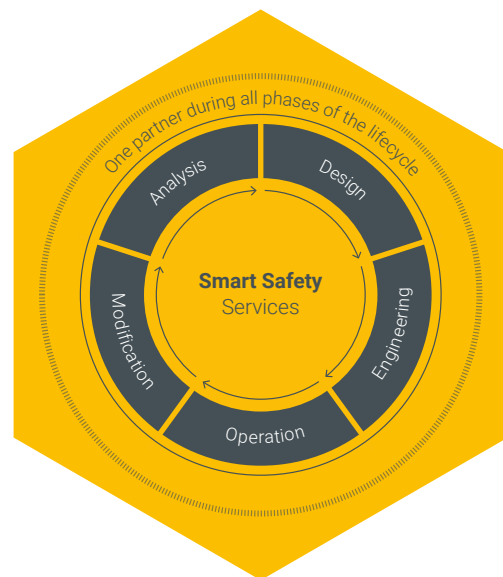 One partner during all phases of the lifecycle
Analysis
Design
Engineering
Operation
Modification
Smart Safety
Services